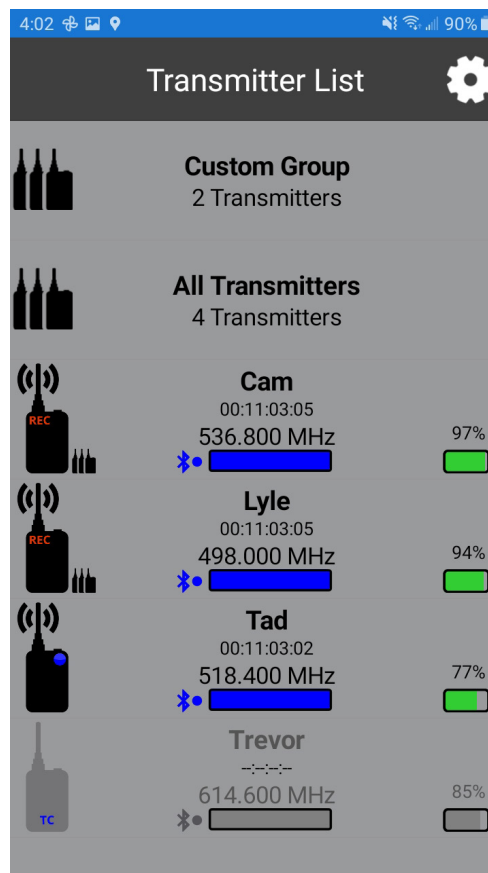 4:02 90%
Transmitter List
Custom Group
2 Transmitters
All Transmitters
4 Transmitters
Cam
00:11:03:05
REC
536.800 MHz 97%
Lyle
00:11:03:05
REC
498.000 MHz 94%
Tad
00:11:03:02
518.400 MHz 77%
Trevor
--:--:--:--
614.600 MHz 85%
TC